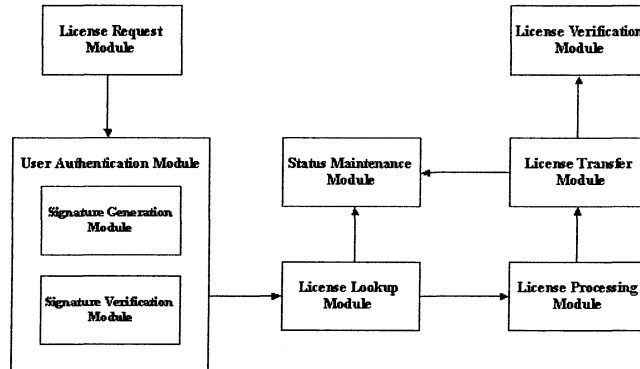 License Request
Module
License Verification
Module
User Authentication Module
Signature Generation
Module
Signature Verification
Module
Status Maintenance
Module
License Transfer
Module
License Lookup
Module
License Processing
Module